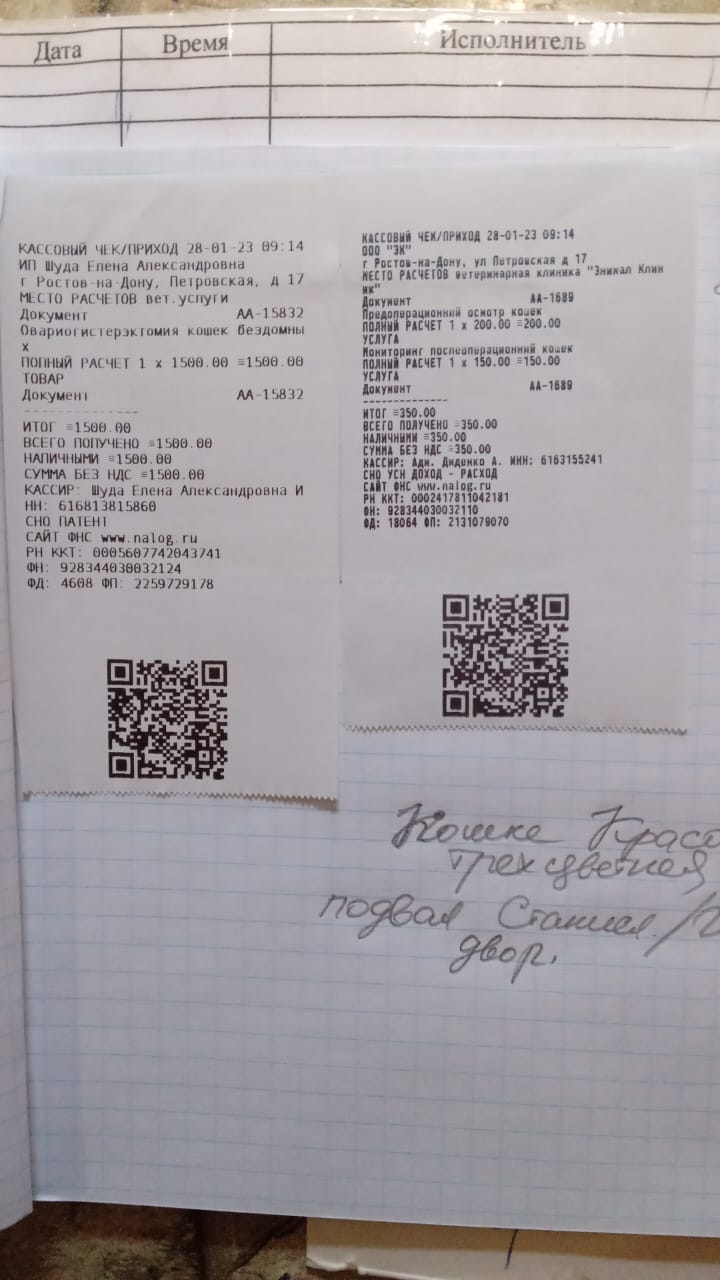 Дата Время Исполнитель
КАССОВЫЙ ЧЕК/ПРИХОД 28-01-23 09:14
ИП Шуда Елена Александровна
г Ростов-на-Дону, Петровская, д 17
МЕСТО РАСЧЕТОВ вет.услуги
Документ АА-15832
Овариогистерэктомия кошек бездомны
х
ПОЛНЫЙ РАСЧЕТ 1 х 1500.00 ≡1500.00
ТОВАР
Документ АА-15832
--------------
ИТОГ ≡1500.00
ВСЕГО ПОЛУЧЕНО ≡1500.00
НАЛИЧНЫМИ ≡1500.00
СУММА БЕЗ НДС ≡1500.00
КАССИР: Шуда Елена Александровна И
НН: 616813815860
СНО ПАТЕНТ
САЙТ ФНС www.nalog.ru
РН ККТ: 0005607742043741
ФН: 928344030032124
ФД: 4608 ФП: 2259729178
КАССОВЫЙ ЧЕК/ПРИХОД 28-01-23 09:14
ООО "ЗК"
г Ростов-на-Дону, ул Петровская д 17
МЕСТО РАСЧЕТОВ ветеринарная клиника "Энимал Клин
ик"
Документ АА-1689
Предоперационный осмотр кошек
ПОЛНЫЙ РАСЧЕТ 1 х 200.00 ≡200.00
УСЛУГА
Мониторинг послеоперационний кошек
ПОЛНЫЙ РАСЧЕТ 1 х 150.00 ≡150.00
УСЛУГА
Документ АА-1689
--------------
ИТОГ ≡350.00
ВСЕГО ПОЛУЧЕНО ≡350.00
НАЛИЧНЫМИ ≡350.00
СУММА БЕЗ НДС ≡350.00
КАССИР: Адм. Диденко А. ИНН: 6163155241
СНО УСН ДОХОД - РАСХОД
САЙТ ФНС www.nalog.ru
РН ККТ: 0002417811042181
ФН: 928344030032110
ФД: 18064 ФП: 2131079070
Кошке
трехцветная,
подвал
двор.